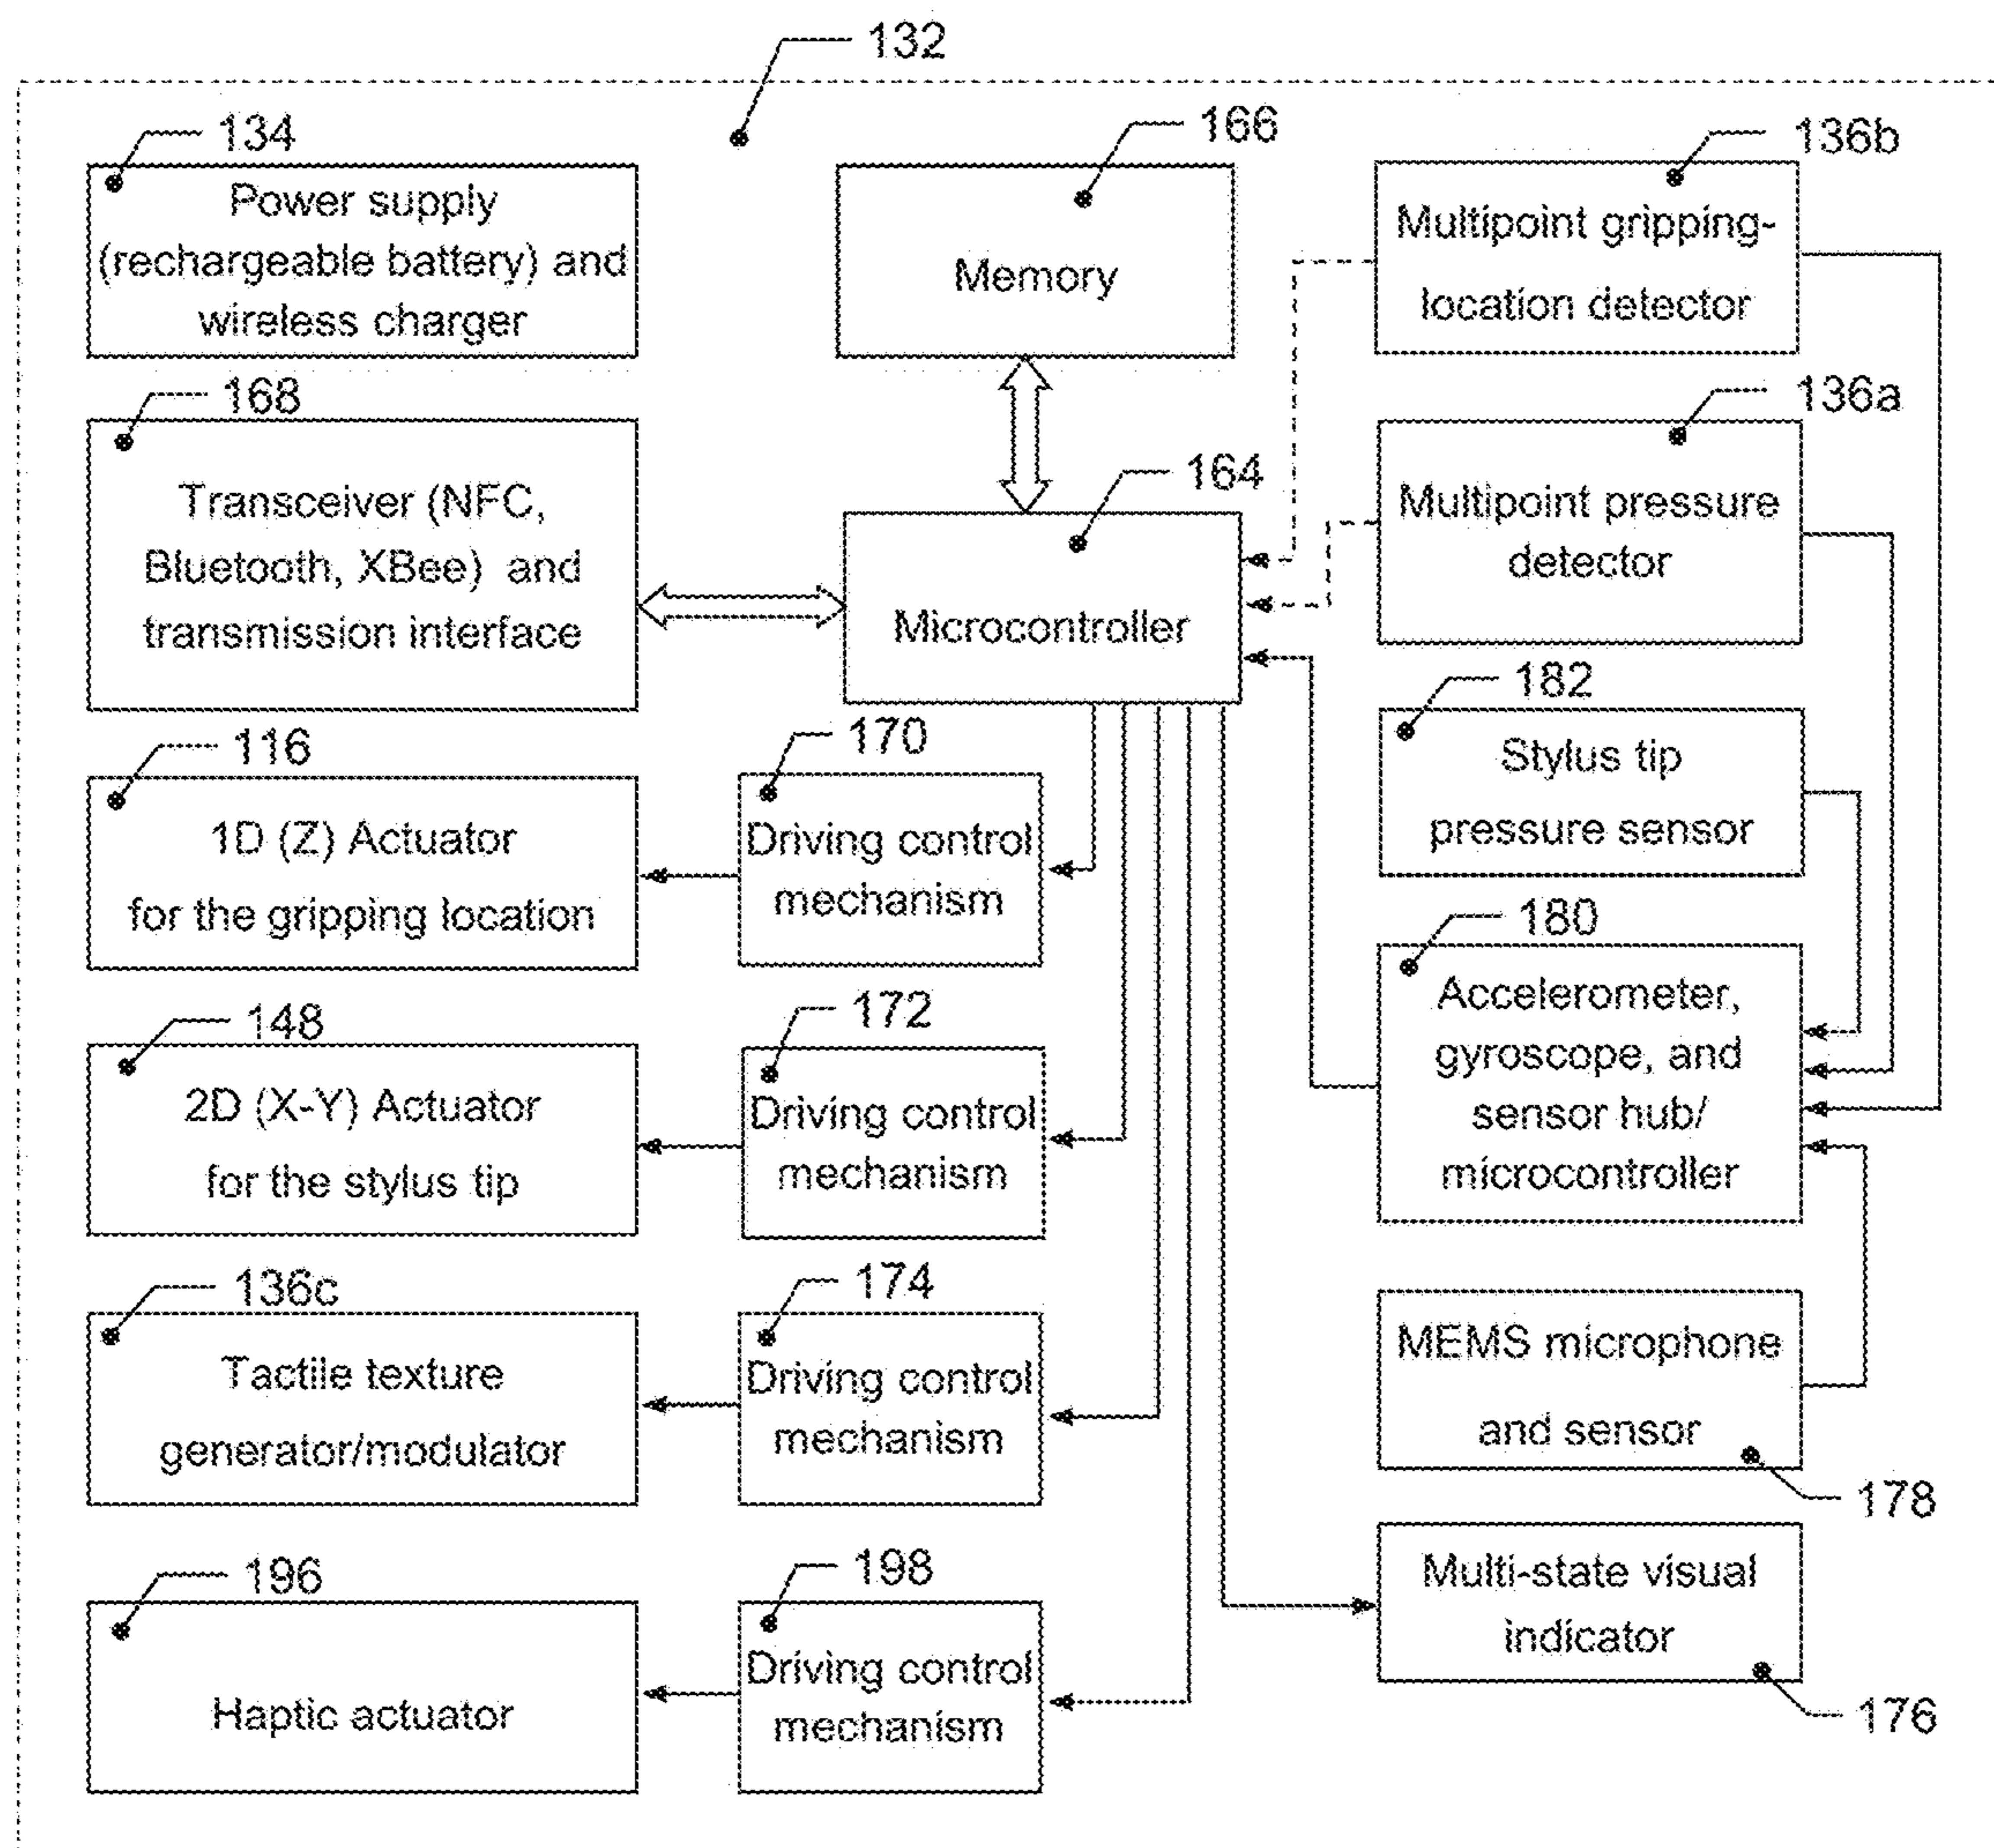 132
134
Power supply
(rechargeable battery) and
wireless charger
166
Memory
136b
Multipoint gripping-
location detector
168
Transceiver (NFC,
Bluetooth, XBee) and
transmission interface
164
Microcontroller
136a
Multipoint pressure
detector
182
Stylus tip
pressure sensor
116
1D (Z) Actuator
for the gripping location
170
Driving control
mechanism
180
Accelerometer,
gyroscope, and
sensor hub/
microcontroller
148
2D (X-Y) Actuator
for the stylus tip
172
Driving control
mechanism
136c
Tactile texture
generator/modulator
174
Driving control
mechanism
MEMS microphone
and sensor
178
196
Haptic actuator
198
Driving control
mechanism
Multi-state visual
indicator
176